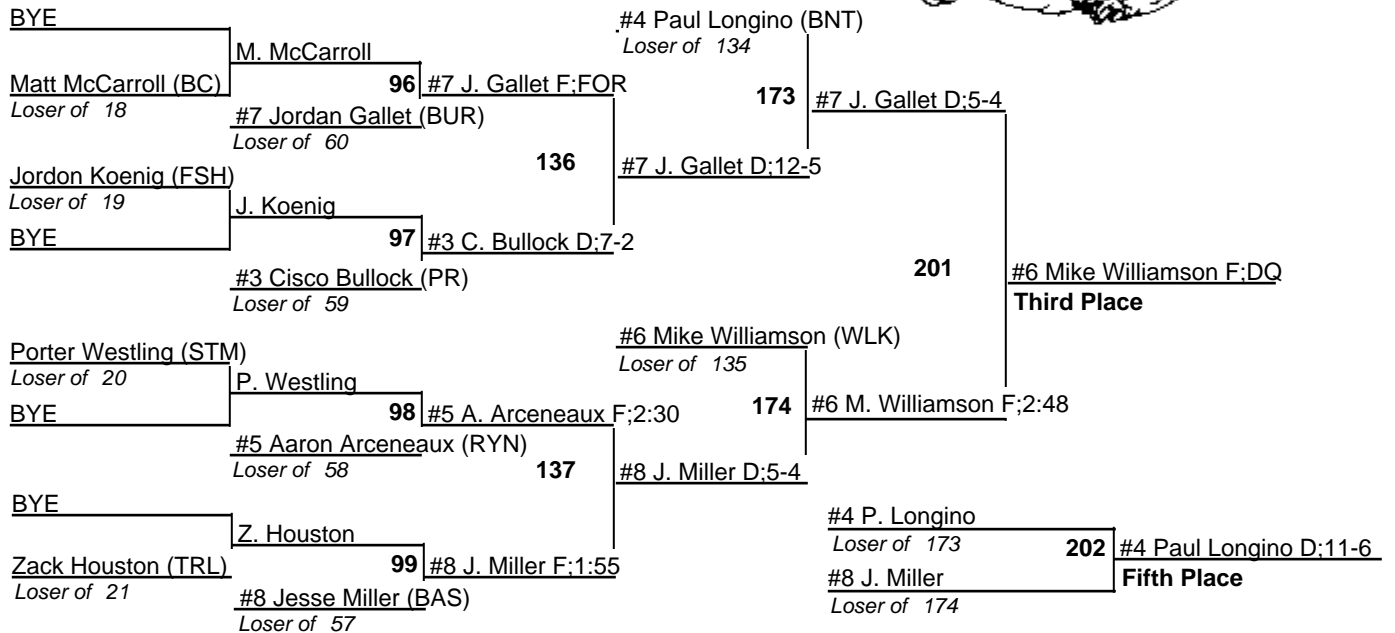 BYE
M. McCarroll
Matt McCarroll (BC)
Loser of 18
96
#7 J. Gallet F;FOR
#7 Jordan Gallet (BUR)
Loser of 60
136
#7 J. Gallet D;12-5
Jordon Koenig (FSH)
Loser of 19
J. Koenig
BYE
97
#3 C. Bullock D;7-2
#3 Cisco Bullock (PR)
Loser of 59
#4 Paul Longino (BNT)
Loser of 134
173
#7 J. Gallet D;5-4
201
#6 Mike Williamson F;DQ
Third Place
Porter Westling (STM)
Loser of 20
P. Westling
BYE
98
#5 A. Arceneaux F;2:30
#5 Aaron Arceneaux (RYN)
Loser of 58
137
#8 J. Miller D;5-4
BYE
Z. Houston
Zack Houston (TRL)
Loser of 21
99
#8 J. Miller F;1:55
#8 Jesse Miller (BAS)
Loser of 57
#6 Mike Williamson (WLK)
Loser of 135
174
#6 M. Williamson F;2:48
#4 P. Longino
Loser of 173
202
#4 Paul Longino D;11-6
Fifth Place
#8 J. Miller
Loser of 174